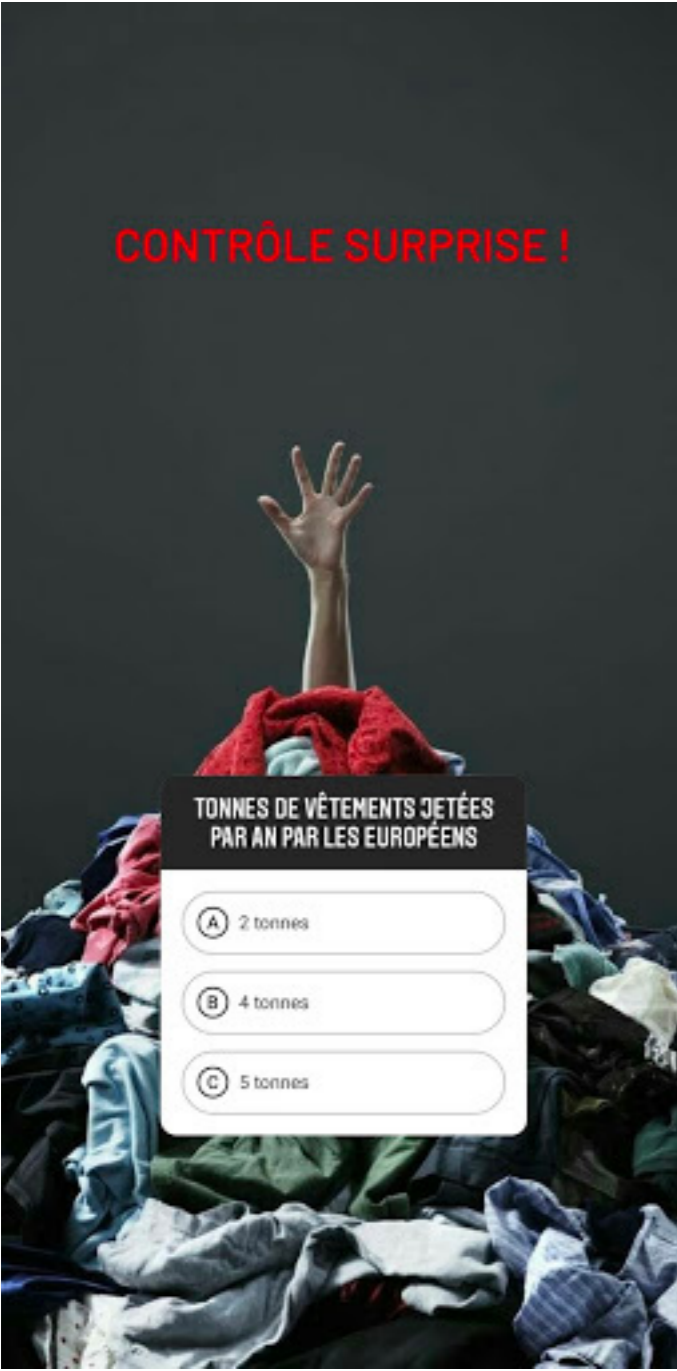 CONTRÔLE SURPRISE !
TONNES DE VÊTEMENTS JETÉES
PAR AN PAR LES EUROPÉENS
A 2 tonnes
B 4 tonnes
C 5 tonnes